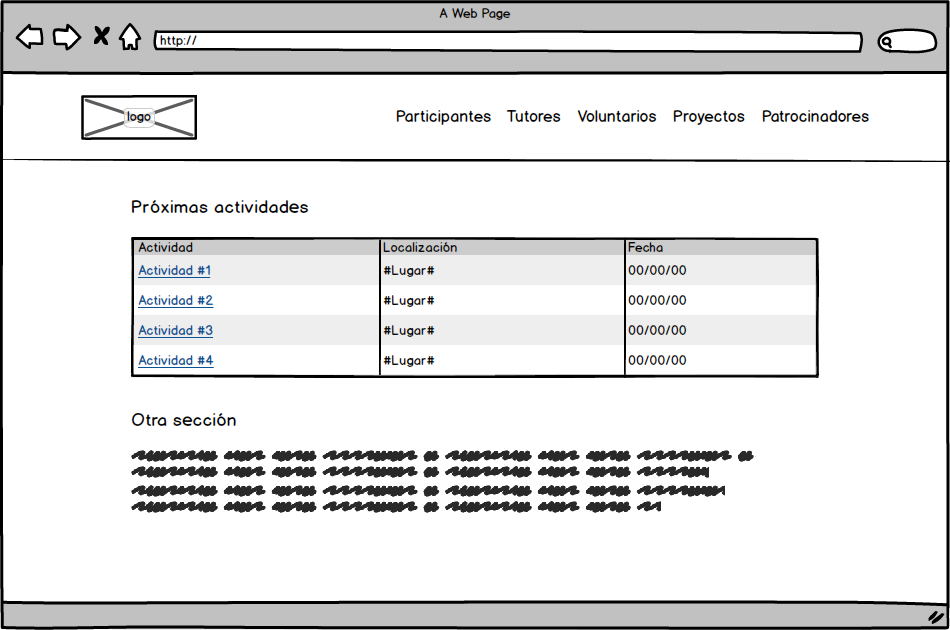 A Web Page
http://
logo
Participantes Tutores Voluntarios Proyectos Patrocinadores
Próximas actividades
Actividad Localización Fecha
Actividad #1 #Lugar# 00/00/00
Actividad #2 #Lugar# 00/00/00
Actividad #3 #Lugar# 00/00/00
Actividad #4 #Lugar# 00/00/00
Otra sección